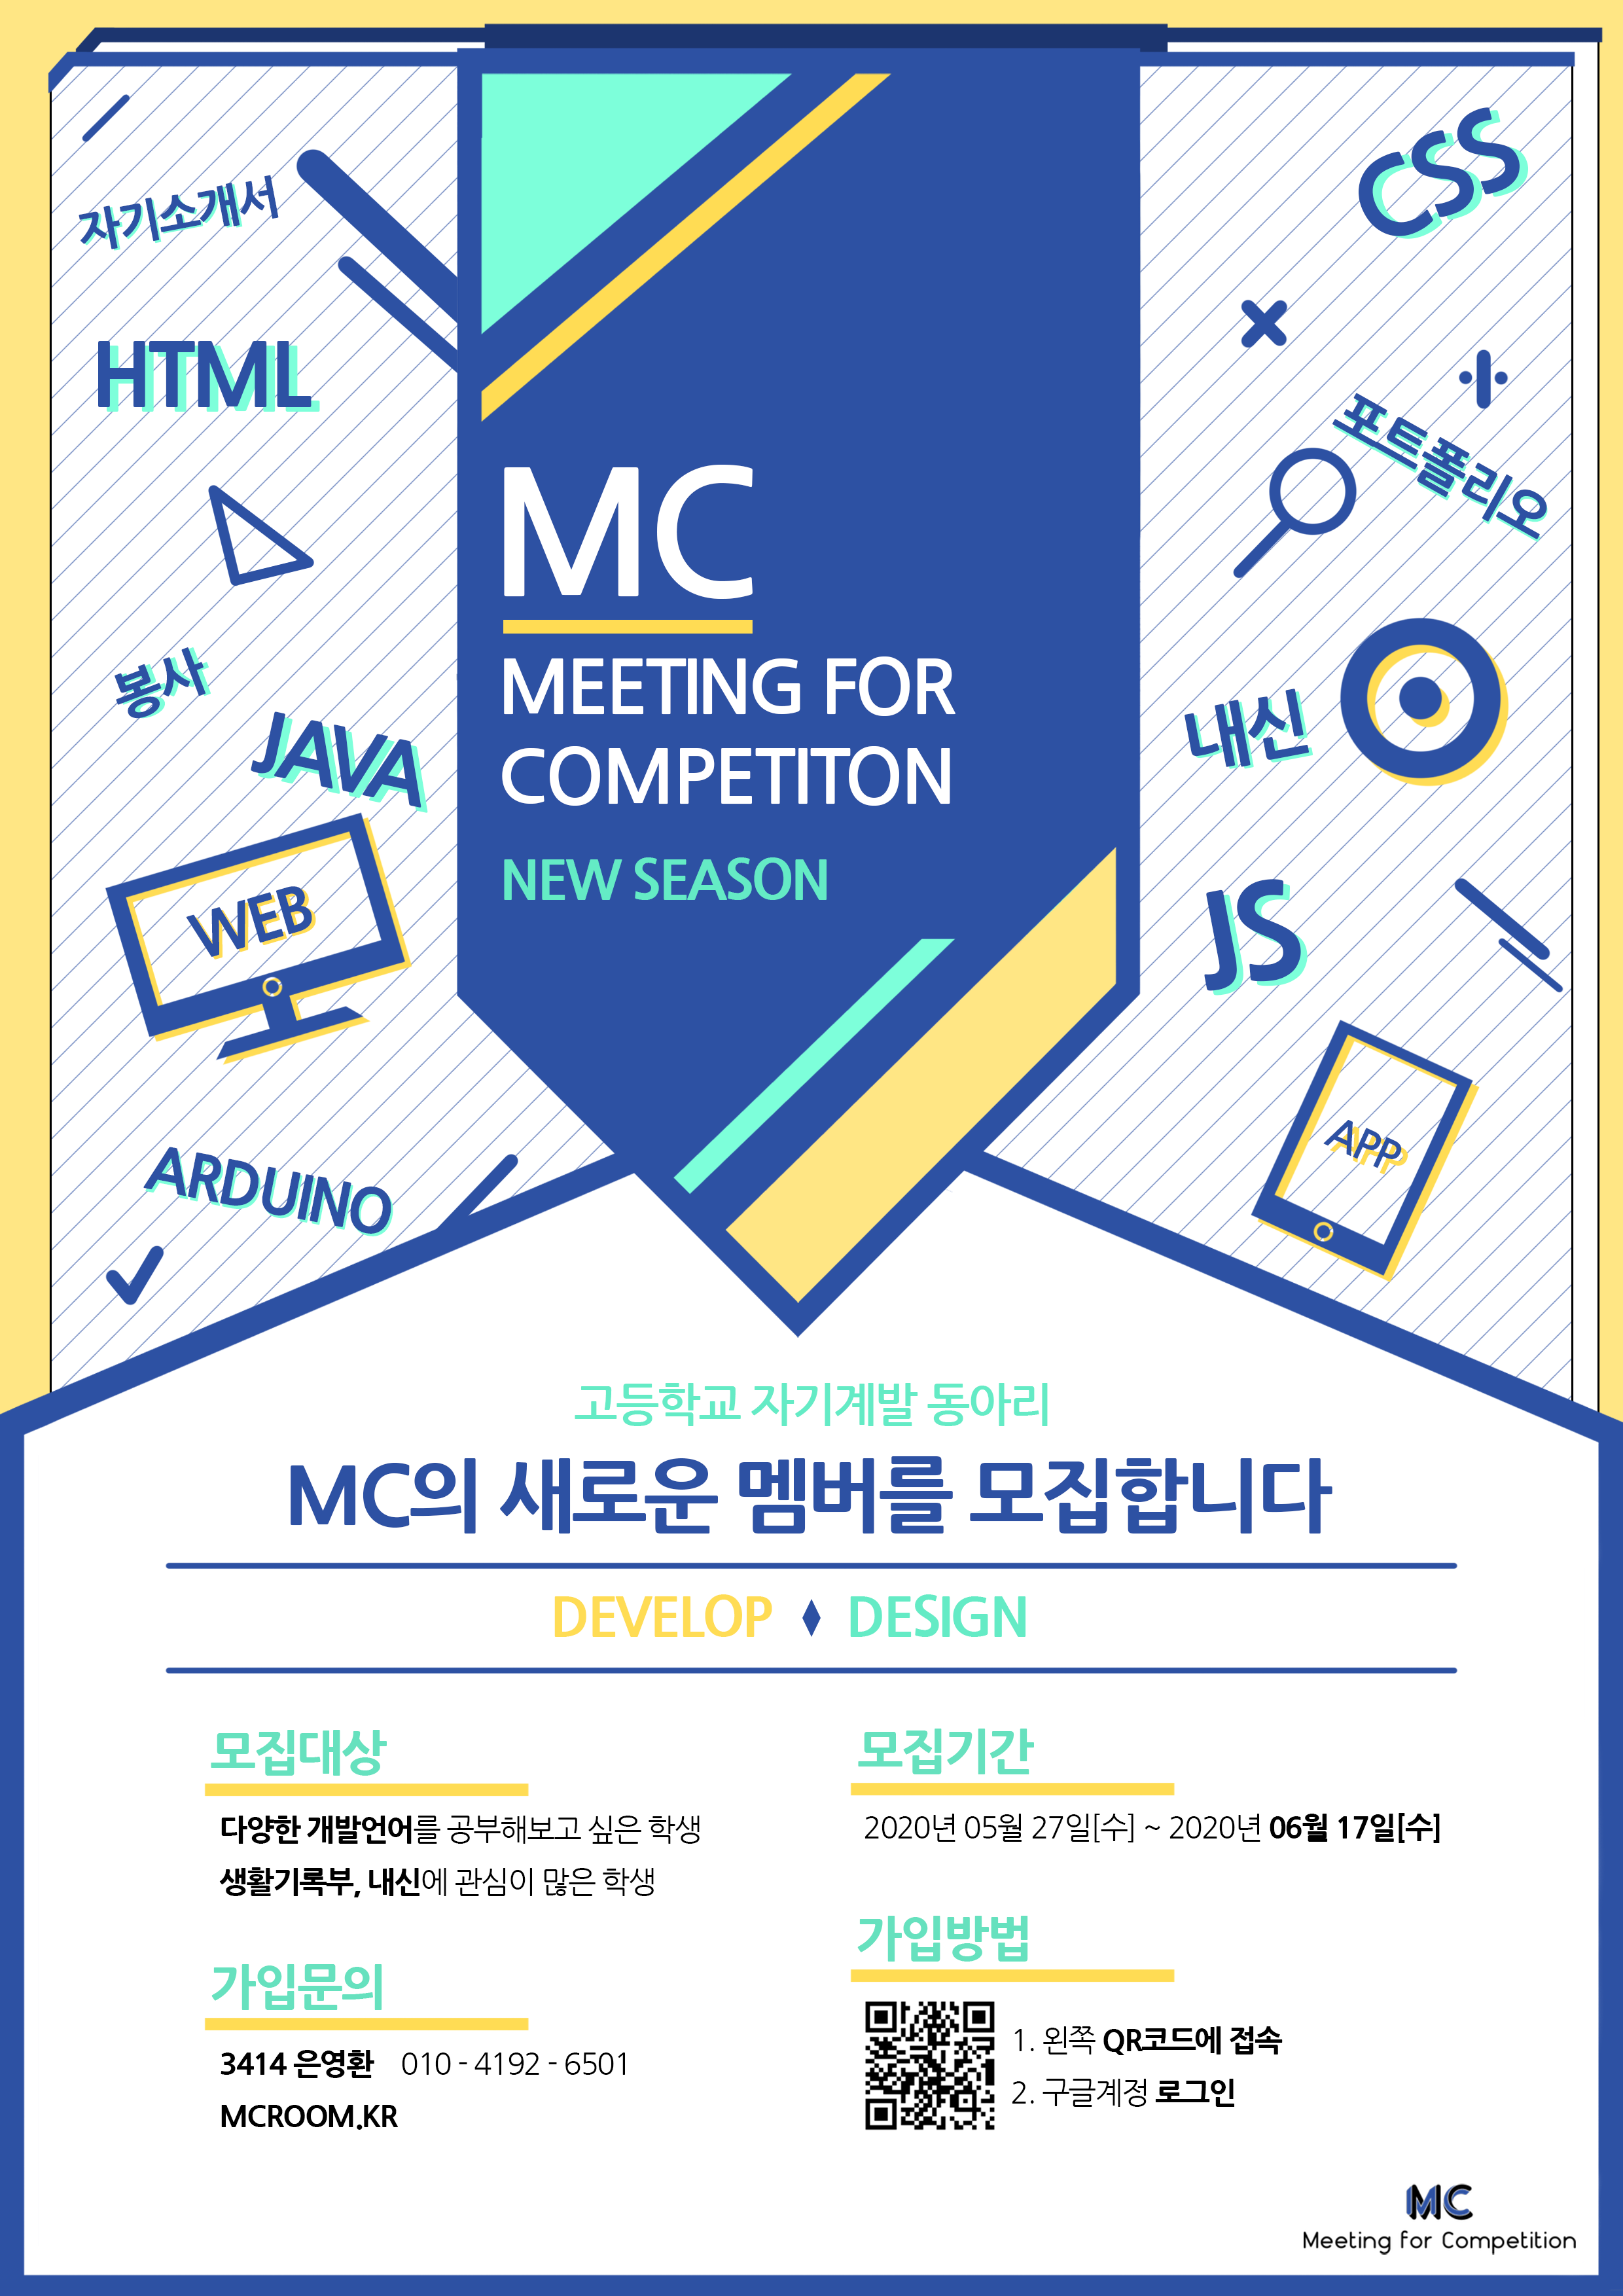 자기소개서
HTML
봉사
JAVA
WEB
ARDUINO
MC
MEETING FOR
COMPETITON
NEW SEASON
CSS
포트폴리오
내신
JS
APP
고등학교 자기계발 동아리
MC의 새로운 멤버를 모집합니다
DEVELOP ♦ DESIGN
모집대상
다양한 개발언어를 공부해보고 싶은 학생
생활기록부, 내신에 관심이 많은 학생
가입문의
3414 은영환 010 - 4192 - 6501
MCROOM.KR
모집기간
2020년 05월 27일[수] ~ 2020년 06월 17일[수]
가입방법
1. 왼쪽 QR코드에 접속
2. 구글계정 로그인
MC
Meeting for Competition